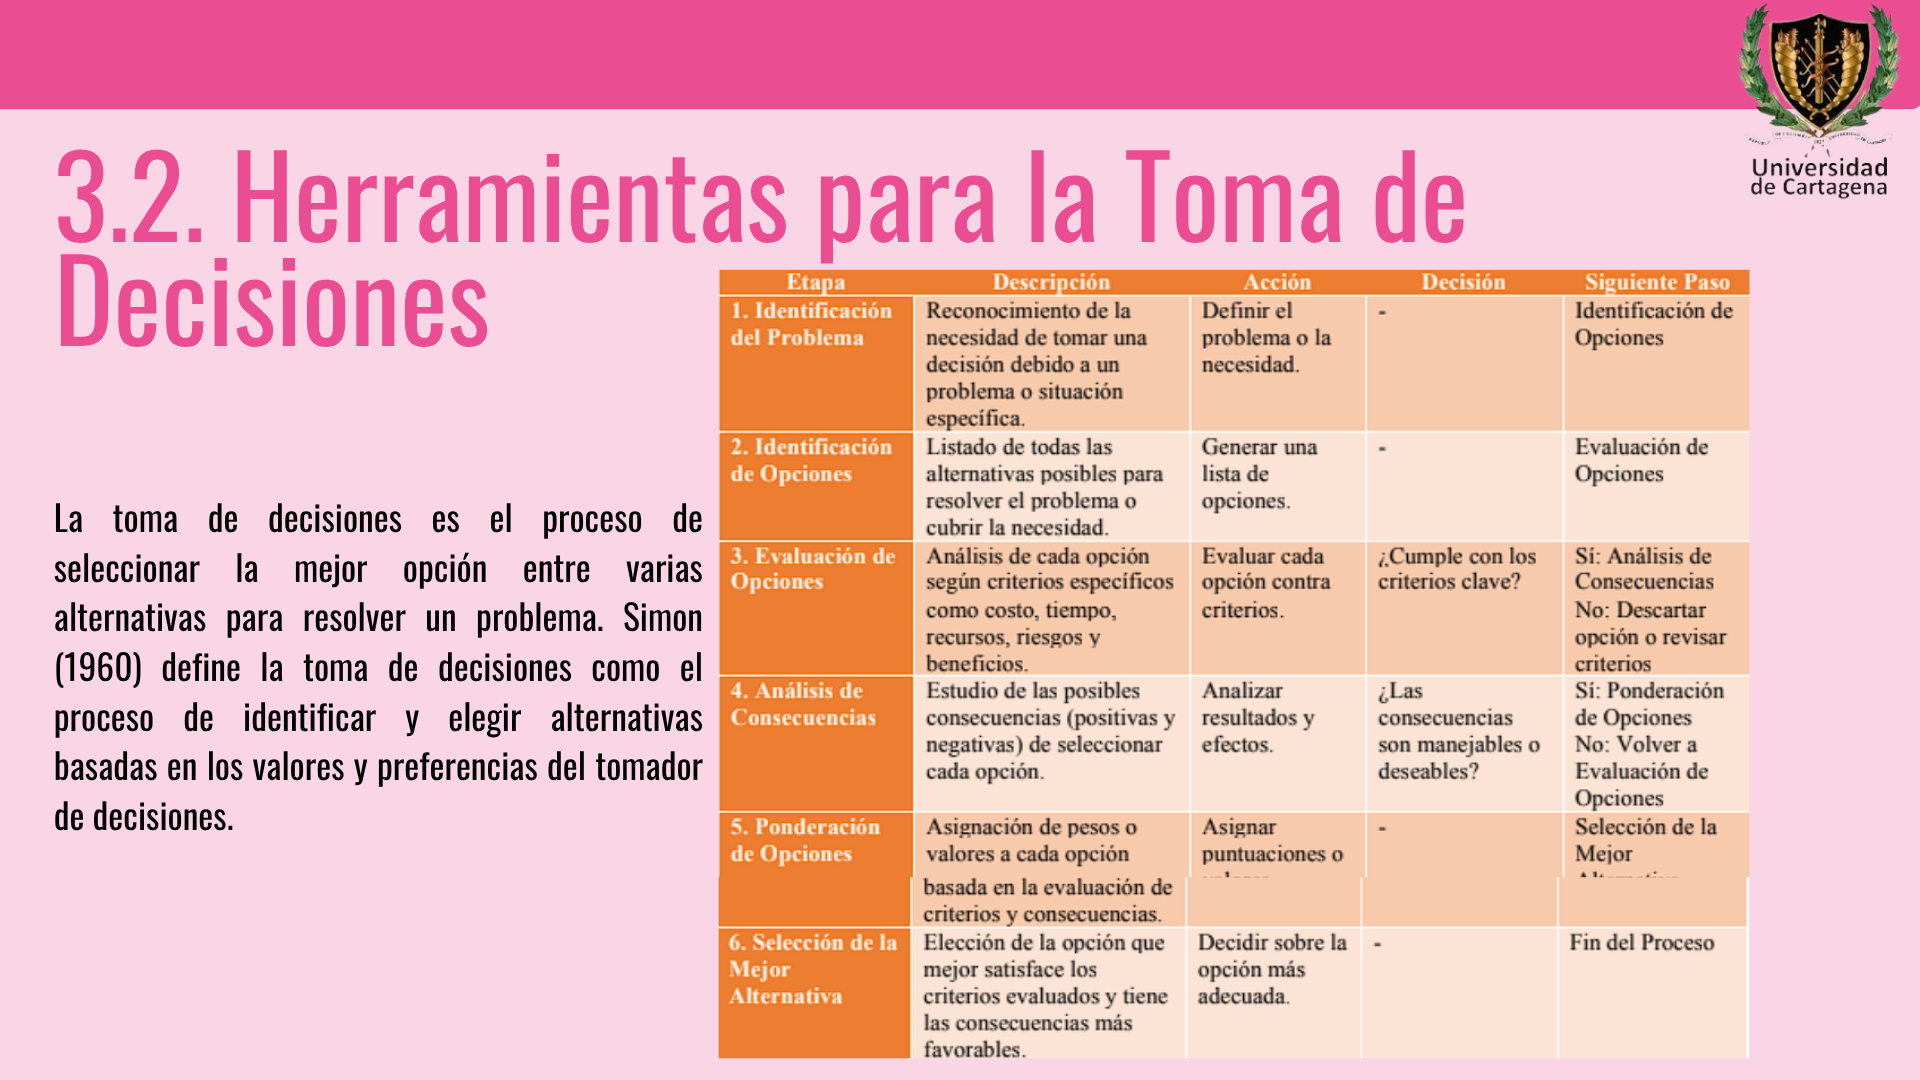 Universidad
de Cartagena
3.2. Herramientas para la Toma de
Decisiones
La toma de decisiones es el proceso de
seleccionar la mejor opción entre varias
alternativas para resolver un problema. Simon
(1960) define la toma de decisiones como el
proceso de identificar y elegir alternativas
basadas en los valores y preferencias del tomador
de decisiones.
Etapa Descripción Acción Decisión Siguiente Paso
1. Identificación Reconocimiento de la Definir el - Identificación de
del Problema necesidad de tomar una problema o la Opciones
decisión debido a un necesidad.
problema o situación
específica.
2. Identificación Listado de todas las Generar una - Evaluación de
de Opciones alternativas posibles para lista de Opciones
resolver el problema o opciones.
cubrir la necesidad.
3. Evaluación de Análisis de cada opción Evaluar cada ¿Cumple con los Sí: Análisis de
Opciones según criterios específicos opción contra criterios clave? Consecuencias
como costo, tiempo, criterios. No: Descartar
recursos, riesgos y opción o revisar
beneficios. criterios
4. Análisis de Estudio de las posibles Analizar ¿Las Sí: Ponderación
Consecuencias consecuencias (positivas y resultados y consecuencias de Opciones
negativas) de seleccionar efectos. son manejables o No: Volver a
cada opción. deseables? Evaluación de
Opciones
5. Ponderación Asignación de pesos o Asignar - Selección de la
de Opciones valores a cada opción puntuaciones o Mejor
basada en la evaluación de
criterios y consecuencias.
6. Selección de la Elección de la opción que Decidir sobre la - Fin del Proceso
Mejor mejor satisface los opción más
Alternativa criterios evaluados y tiene adecuada.
las consecuencias más
favorables.